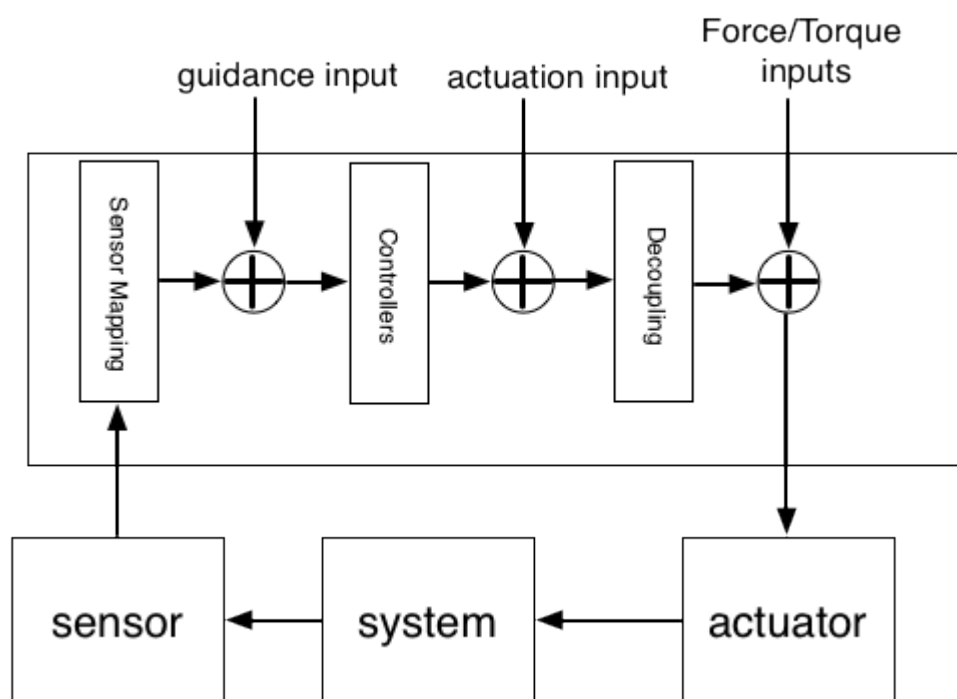 Force/Torque
inputs
guidance input
actuation input
Sensor Mapping
Controllers
Decoupling
sensor
system
actuator